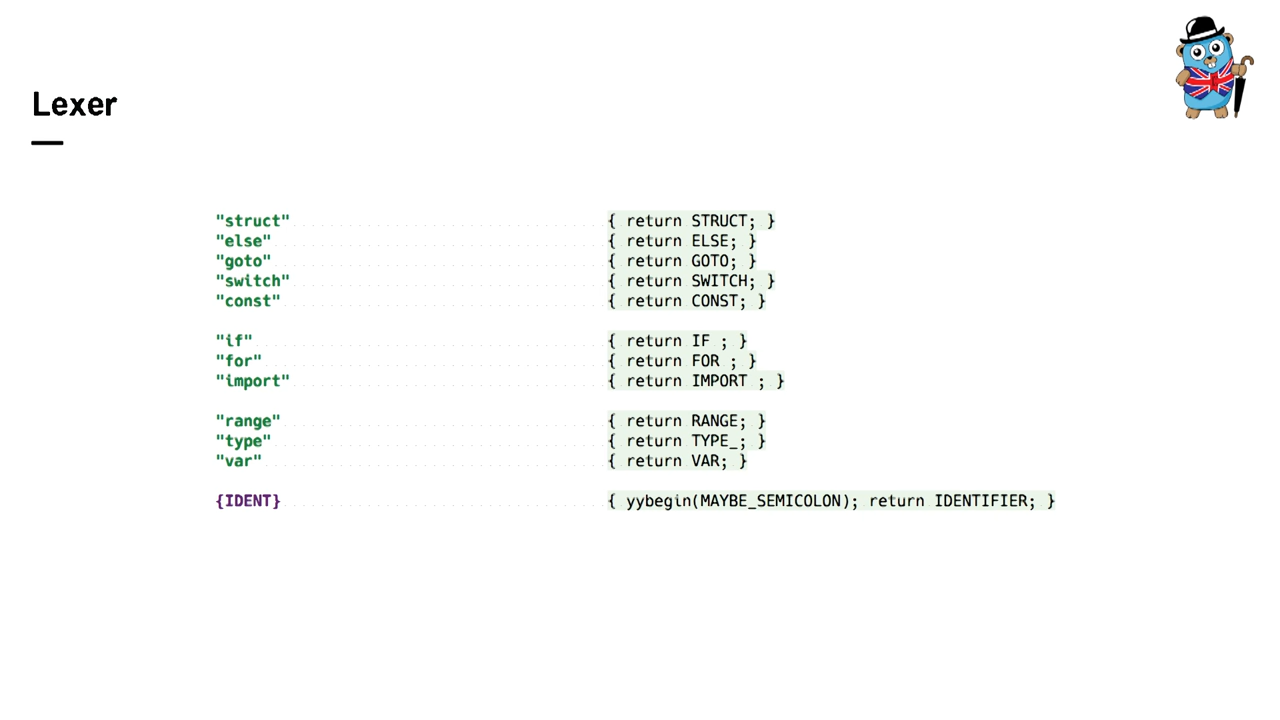 Lexer
"struct" { return STRUCT; }
"else" { return ELSE; }
"goto" { return GOTO; }
"switch" { return SWITCH; }
"const" { return CONST; }
"if" { return IF ; }
"for" { return FOR ; }
"import" { return IMPORT ; }
"range" { return RANGE; }
"type" { return TYPE_; }
"var" { return VAR; }
{IDENT} { yybegin(MAYBE_SEMICOLON); return IDENTIFIER; }